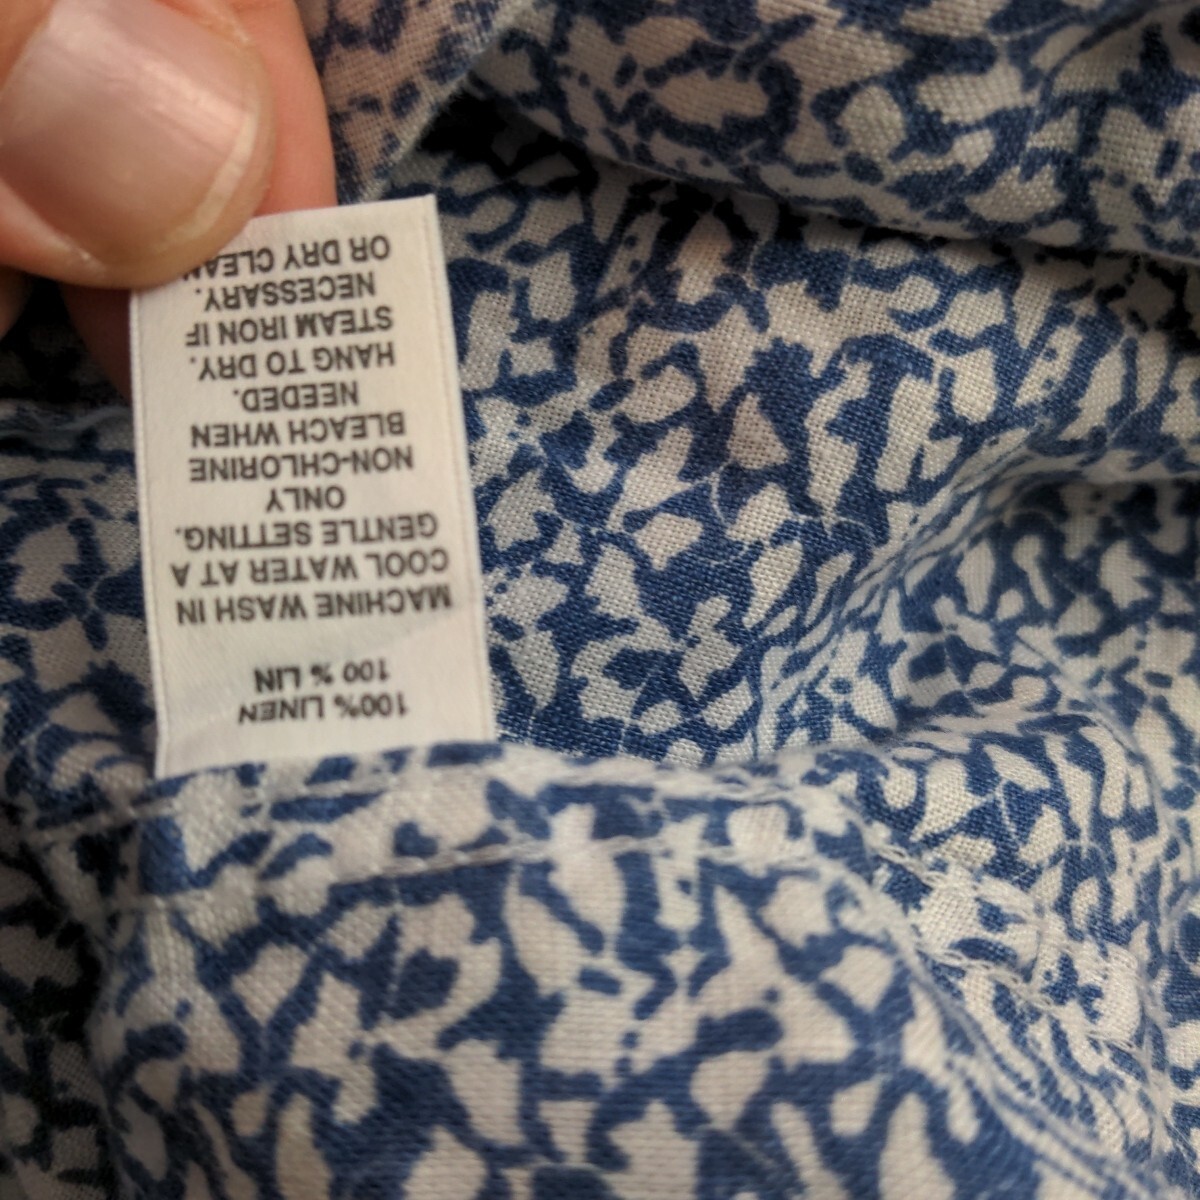 100% LINEN
100 % LIN
MACHINE WASH IN
COOL WATER AT A
GENTLE SETTING.
ONLY
NON-CHLORINE
BLEACH WHEN
NEEDED.
HANG TO DRY.
STEAM IRON IF
NECESSARY.
OR DRY CLEAN